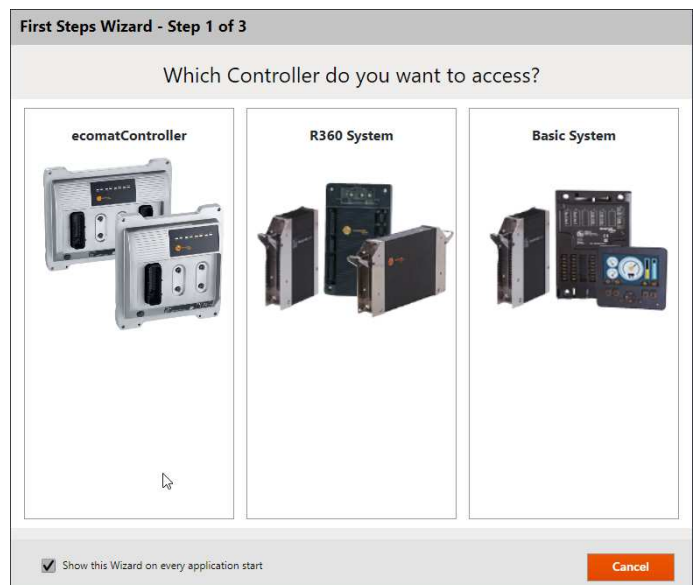 First Steps Wizard - Step 1 of 3
Which Controller do you want to access?
ecomatController
R360 System
Basic System
Show this Wizard on every application start
Cancel